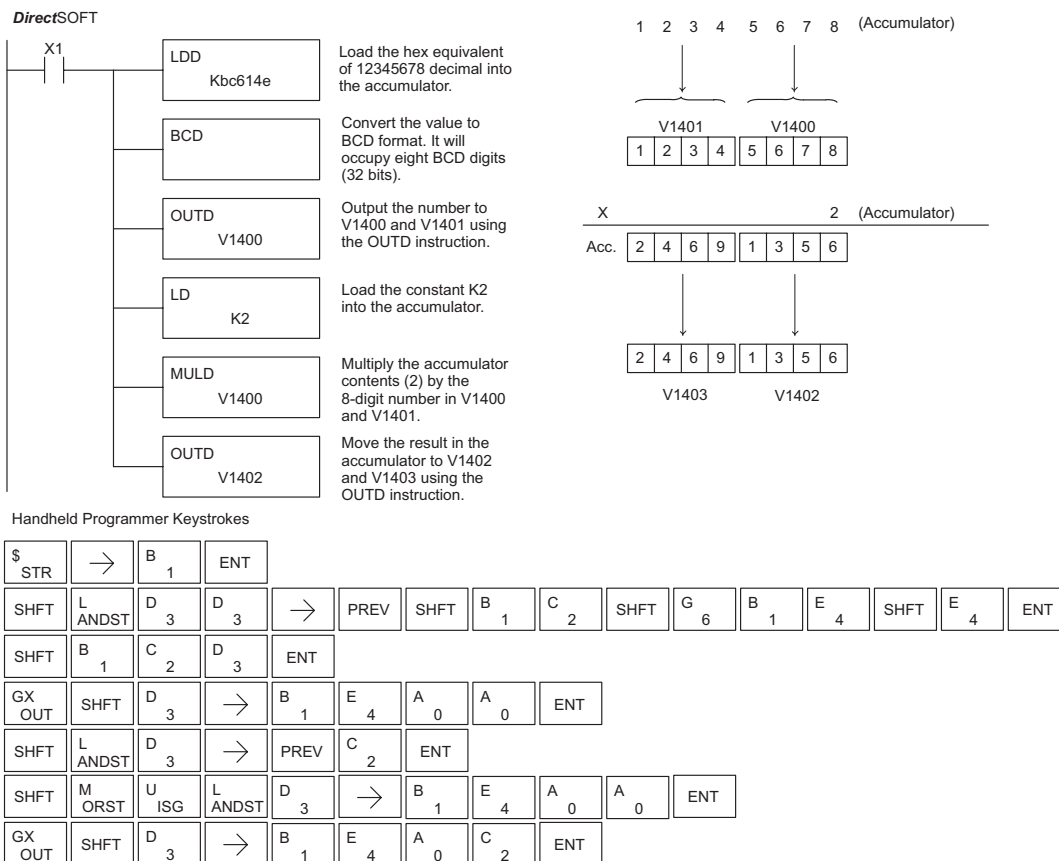 DirectSOFT
X1
LDD
Kbc614e
Load the hex equivalent
of 12345678 decimal into
the accumulator.
BCD
Convert the value to
BCD format. It will
occupy eight BCD digits
(32 bits).
OUTD
V1400
Output the number to
V1400 and V1401 using
the OUTD instruction.
LD
K2
Load the constant K2
into the accumulator.
MULD
V1400
Multiply the accumulator
contents (2) by the
8-digit number in V1400
and V1401.
OUTD
V1402
Move the result in the
accumulator to V1402
and V1403 using the
OUTD instruction.
1 2 3 4 5 6 7 8 (Accumulator)
V1401 V1400
1 2 3 4 5 6 7 8
X 2 (Accumulator)
Acc. 2 4 6 9 1 3 5 6
2 4 6 9 1 3 5 6
V1403 V1402
Handheld Programmer Keystrokes
$ STR → B 1 ENT
SHFT L ANDST D 3 D 3 → PREV SHFT B 1 C 2 SHFT G 6 B 1 E 4 SHFT E 4 ENT
SHFT B 1 C 2 D 3 ENT
GX OUT SHFT D 3 → B 1 E 4 A 0 A 0 ENT
SHFT L ANDST D 3 → PREV C 2 ENT
SHFT M ORST U ISG L ANDST D 3 → B 1 E 4 A 0 A 0 ENT
GX OUT SHFT D 3 → B 1 E 4 A 0 C 2 ENT